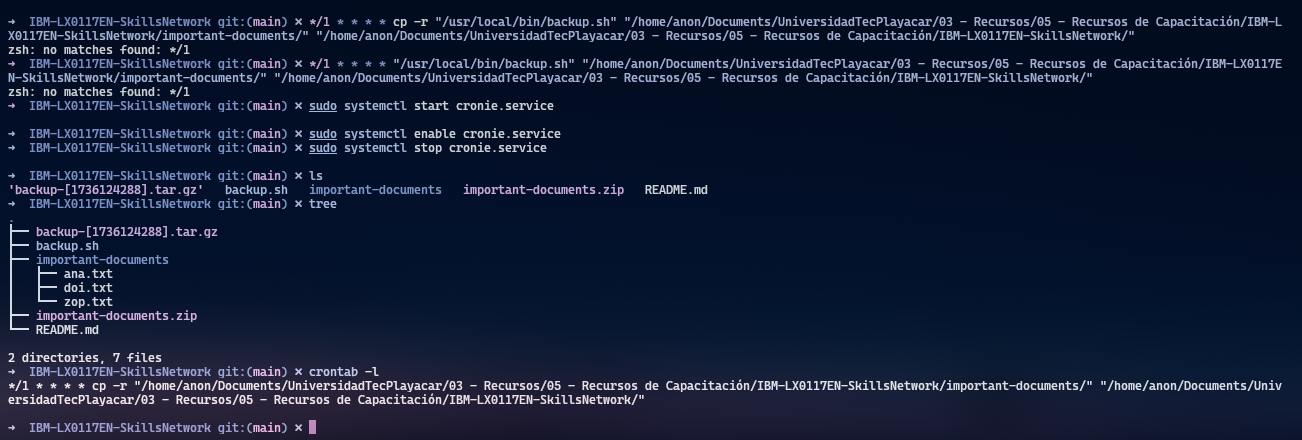 ➜  IBM-LX0117EN-SkillsNetwork git:(main) ✗ */1 * * * * cp -r "/usr/local/bin/backup.sh" "/home/anon/Documents/UniversidadTecPlayacar/03 - Recursos/05 - Recursos de Capacitación/IBM-L
X0117EN-SkillsNetwork/important-documents/" "/home/anon/Documents/UniversidadTecPlayacar/03 - Recursos/05 - Recursos de Capacitación/IBM-LX0117EN-SkillsNetwork/"
zsh: no matches found: */1
➜  IBM-LX0117EN-SkillsNetwork git:(main) ✗ */1 * * * * "/usr/local/bin/backup.sh" "/home/anon/Documents/UniversidadTecPlayacar/03 - Recursos/05 - Recursos de Capacitación/IBM-LX0117E
N-SkillsNetwork/important-documents/" "/home/anon/Documents/UniversidadTecPlayacar/03 - Recursos/05 - Recursos de Capacitación/IBM-LX0117EN-SkillsNetwork/"
zsh: no matches found: */1
➜  IBM-LX0117EN-SkillsNetwork git:(main) ✗ sudo systemctl start cronie.service
➜  IBM-LX0117EN-SkillsNetwork git:(main) ✗ sudo systemctl enable cronie.service
➜  IBM-LX0117EN-SkillsNetwork git:(main) ✗ sudo systemctl stop cronie.service
➜  IBM-LX0117EN-SkillsNetwork git:(main) ✗ ls
'backup-[1736124288].tar.gz'   backup.sh   important-documents   important-documents.zip   README.md
➜  IBM-LX0117EN-SkillsNetwork git:(main) ✗ tree
.
├── backup-[1736124288].tar.gz
├── backup.sh
├── important-documents
│   ├── ana.txt
│   ├── doi.txt
│   └── zop.txt
├── important-documents.zip
└── README.md
2 directories, 7 files
➜  IBM-LX0117EN-SkillsNetwork git:(main) ✗ crontab -l
*/1 * * * * cp -r "/home/anon/Documents/UniversidadTecPlayacar/03 - Recursos/05 - Recursos de Capacitación/IBM-LX0117EN-SkillsNetwork/important-documents/" "/home/anon/Documents/Univ
ersidadTecPlayacar/03 - Recursos/05 - Recursos de Capacitación/IBM-LX0117EN-SkillsNetwork/"
➜  IBM-LX0117EN-SkillsNetwork git:(main) ✗